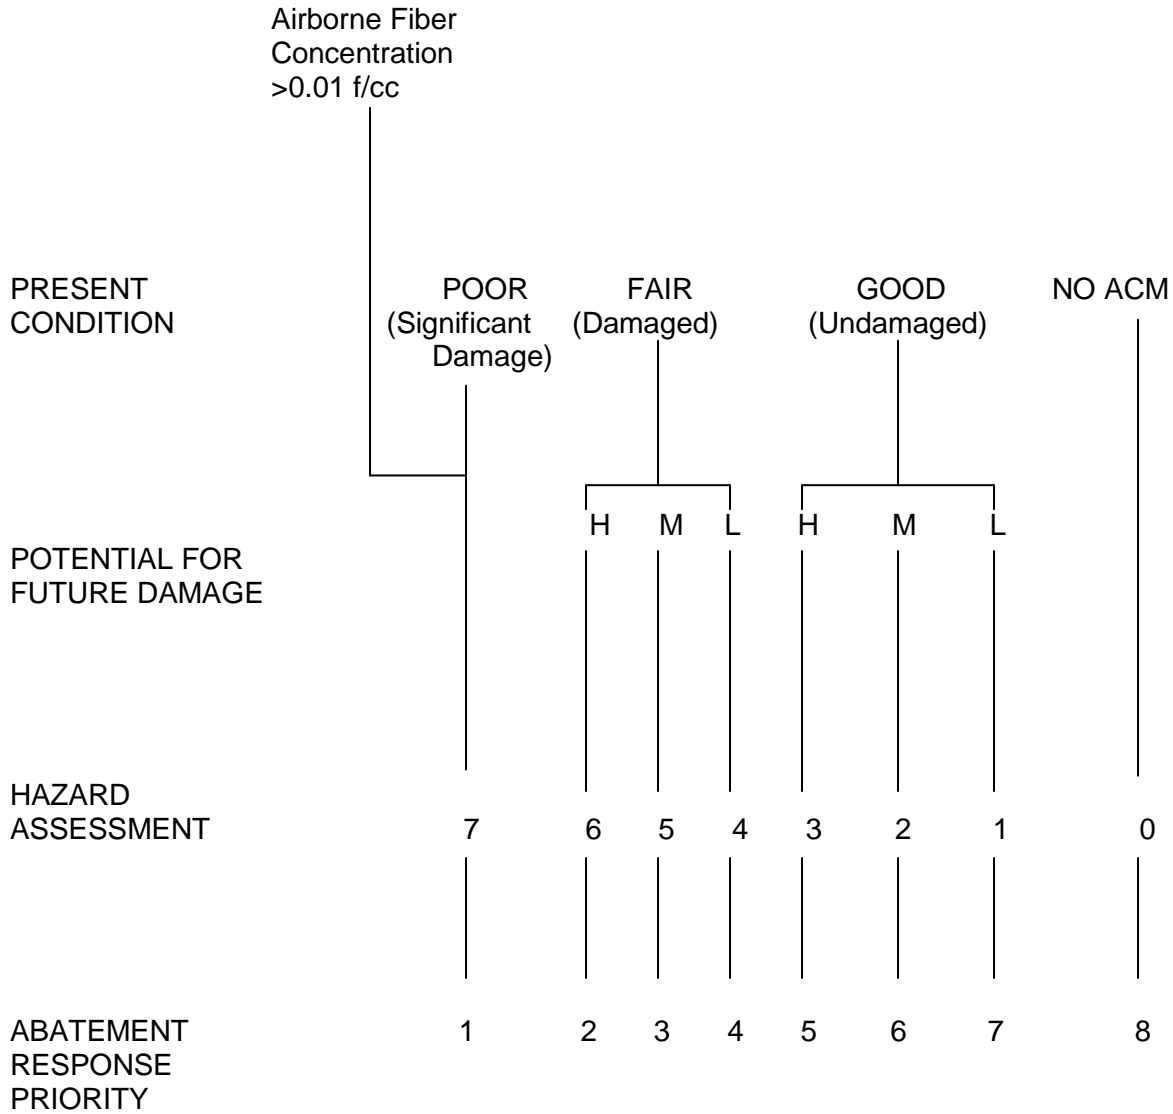 Airborne Fiber
Concentration
>0.01 f/cc
PRESENT POOR FAIR GOOD NO ACM
CONDITION (Significant (Damaged) (Undamaged)
Damage)
H M L H M L
POTENTIAL FOR
FUTURE DAMAGE
HAZARD
ASSESSMENT 7 6 5 4 3 2 1 0
ABATEMENT 1 2 3 4 5 6 7 8
RESPONSE
PRIORITY